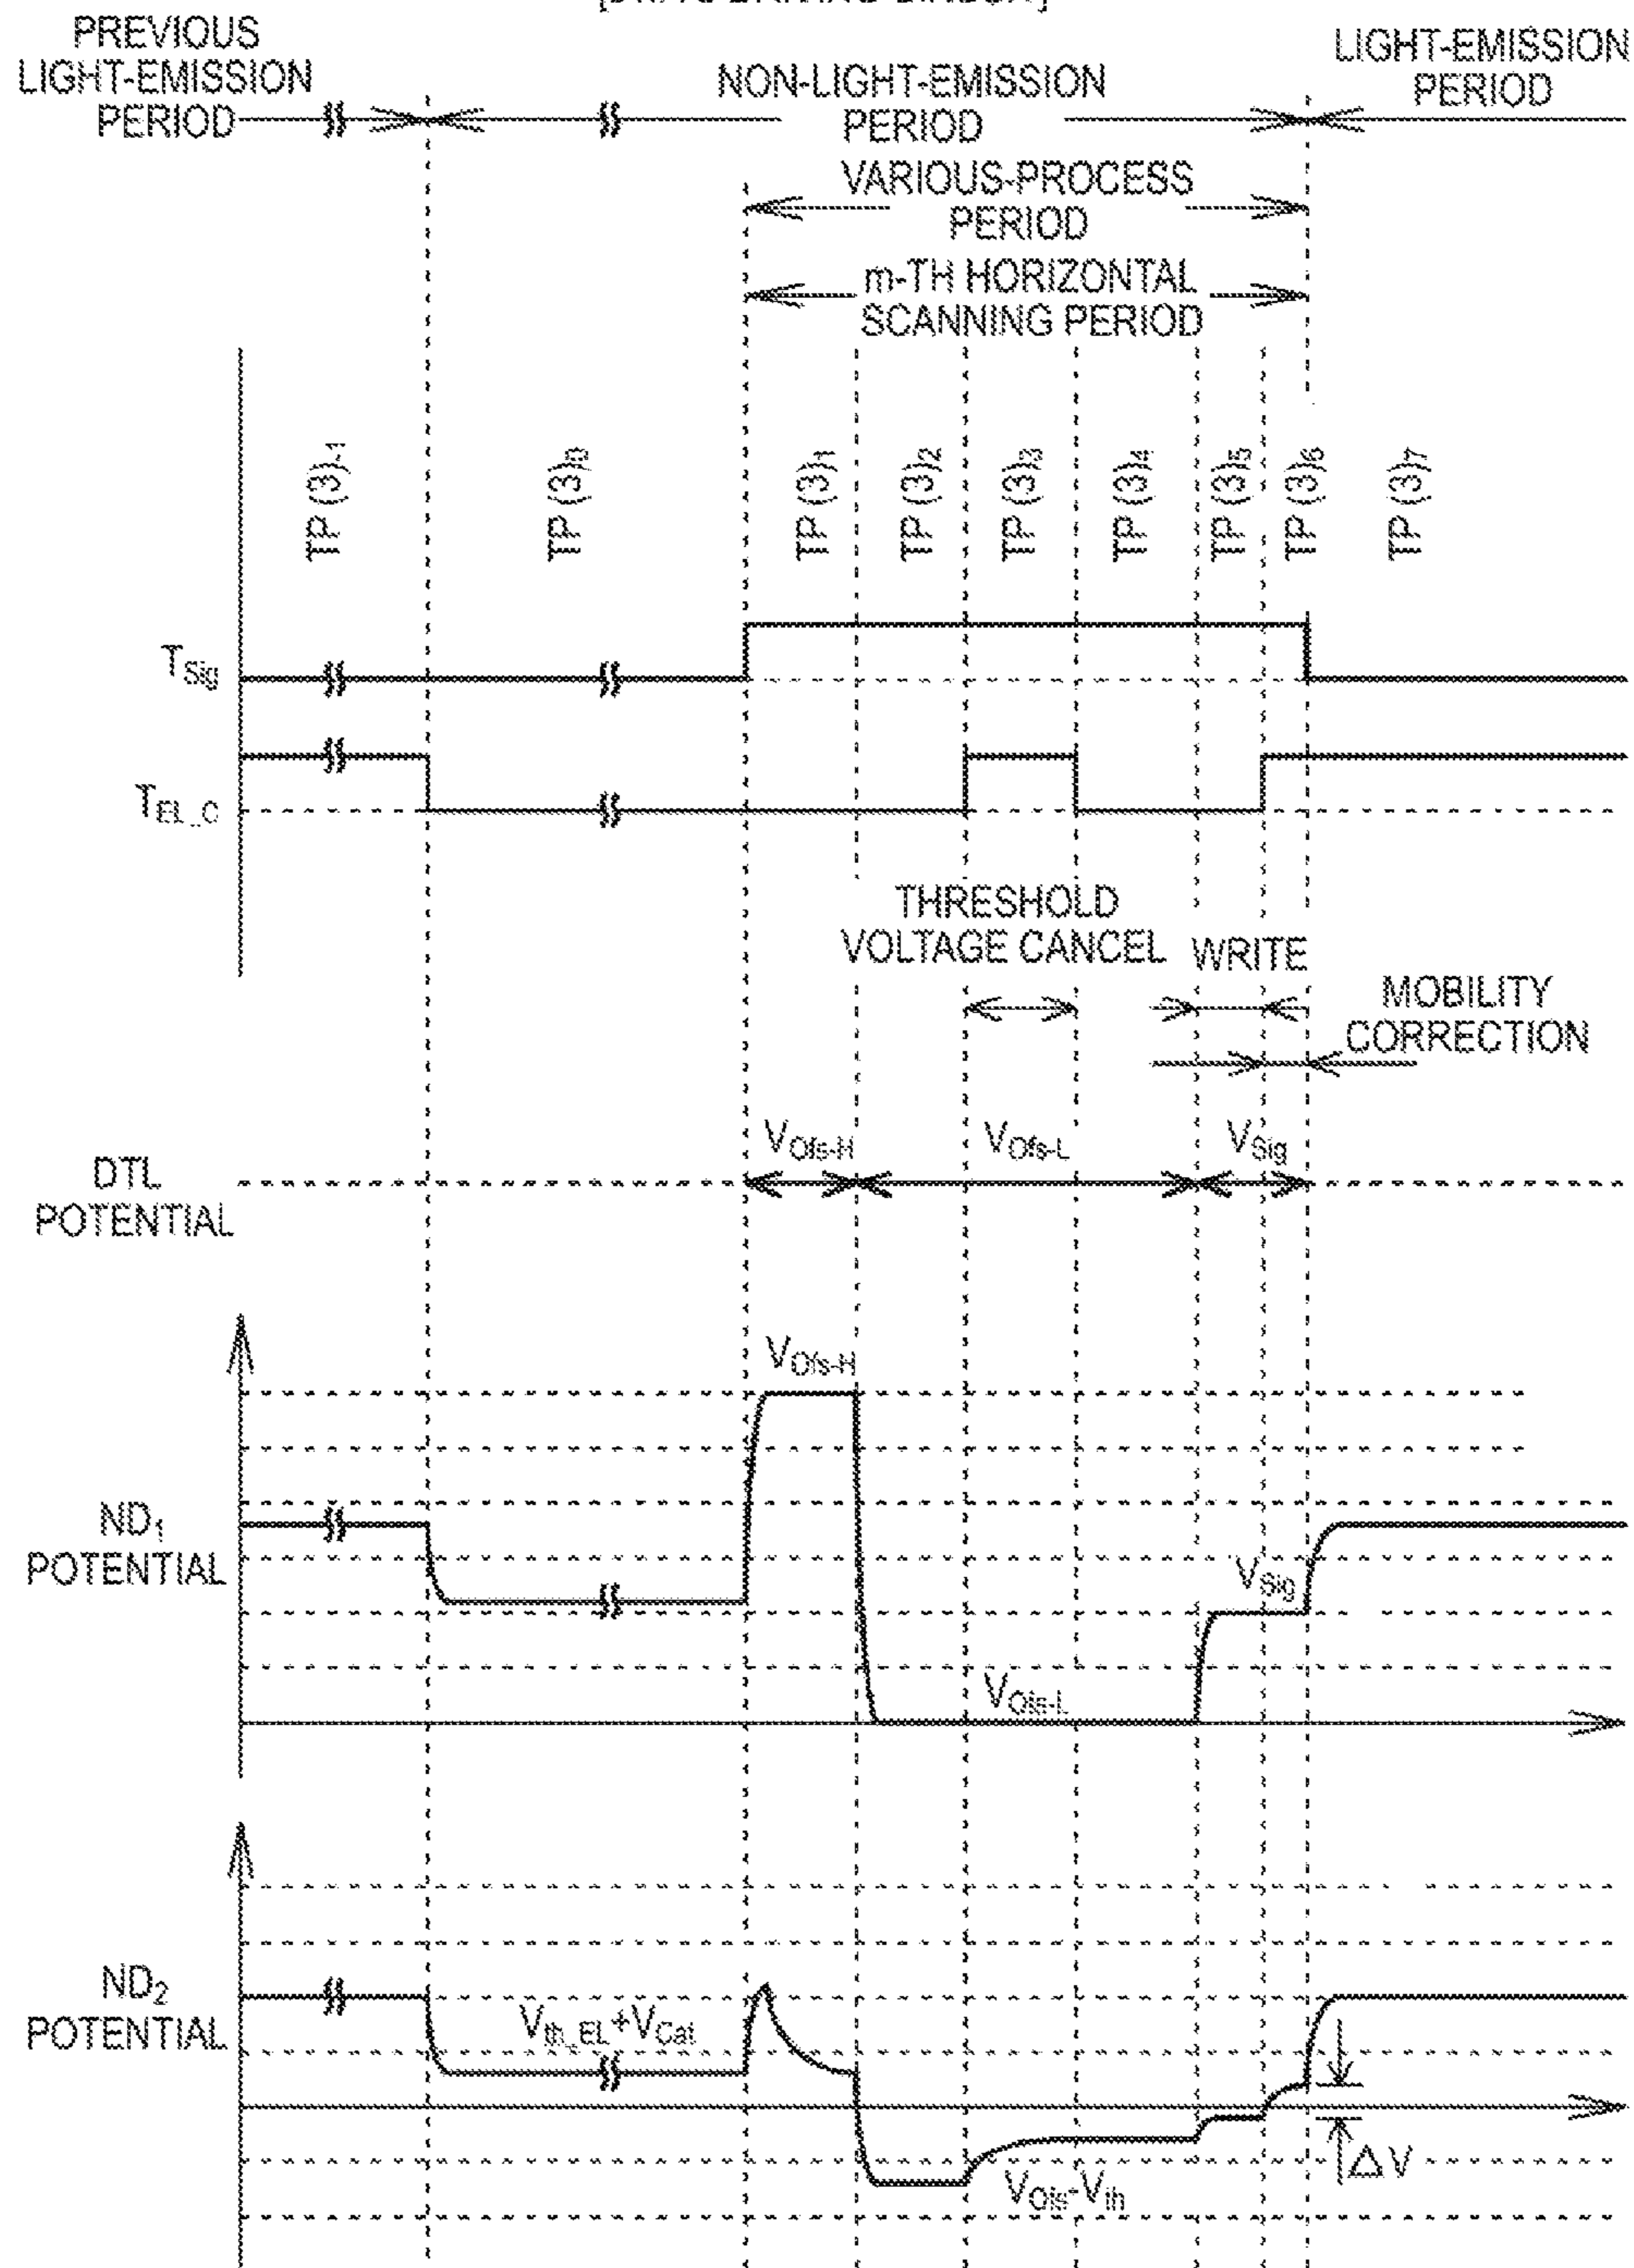 PREVIOUS
LIGHT-EMISSION
PERIOD
NON-LIGHT-EMISSION
PERIOD
LIGHT-EMISSION
PERIOD
VARIOUS-PROCESS
PERIOD
m-TH HORIZONTAL
SCANNING PERIOD
TP (3)-1
TP (3)0
TP (3)1
TP (3)2
TP (3)3
TP (3)4
TP (3)5
TP (3)6
TP (3)7
TSig
TEL_C
THRESHOLD
VOLTAGE CANCEL
WRITE
MOBILITY
CORRECTION
DTL
POTENTIAL
VOfs-H
VOfs-L
VSig
ND1
POTENTIAL
VOfs-H
VSig
VOfs-L
ND2
POTENTIAL
Vth_EL+VCat
VOfs-Vth
ΔV